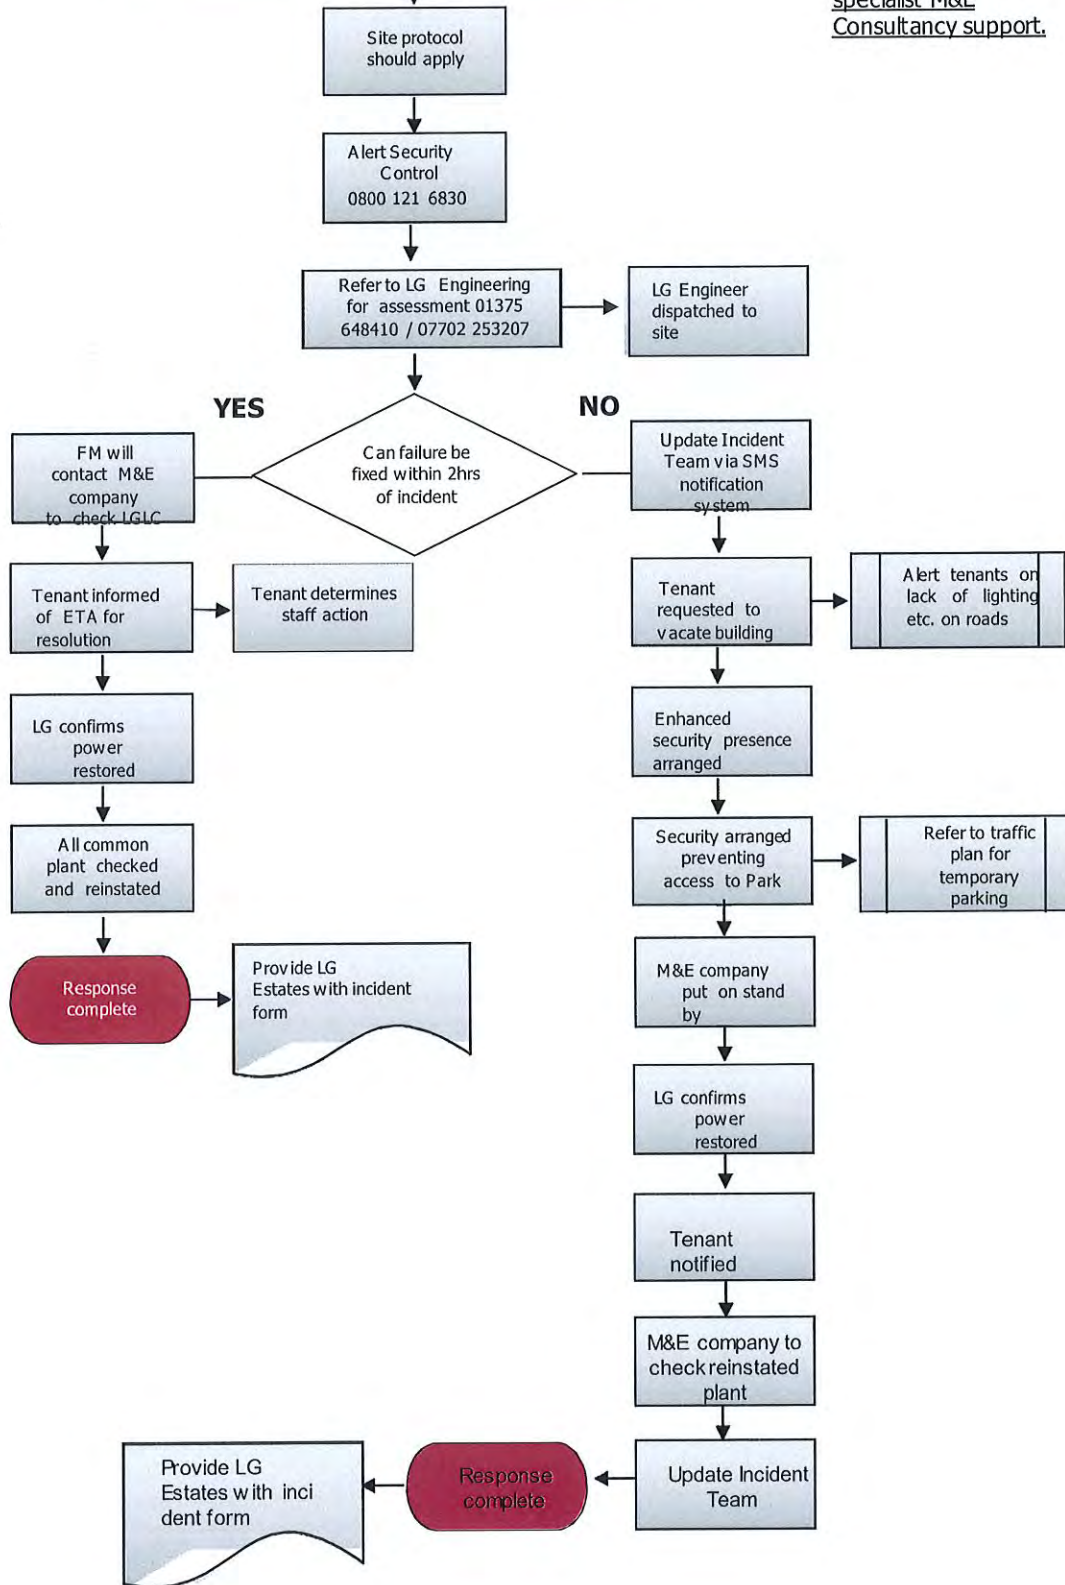 specialist M&E
Consultancy support.
Site protocol
should apply
Alert Security
Control
0800 121 6830
Refer to LG Engineering
for assessment 01375
648410 / 07702 253207
LG Engineer
dispatched to
site
YES
NO
Can failure be
fixed within 2hrs
of incident
FM will
contact M&E
company
to check LGLC
Update Incident
Team via SMS
notification
system
Tenant informed
of ETA for
resolution
Tenant determines
staff action
Tenant
requested to
vacate building
Alert tenants on
lack of lighting
etc. on roads
LG confirms
power
restored
Enhanced
security presence
arranged
All common
plant checked
and reinstated
Security arranged
preventing
access to Park
Refer to traffic
plan for
temporary
parking
Response
complete
Provide LG
Estates with incident
form
M&E company
put on stand
by
LG confirms
power
restored
Tenant
notified
M&E company to
check reinstated
plant
Update Incident
Team
Response
complete
Provide LG
Estates with inci
dent form